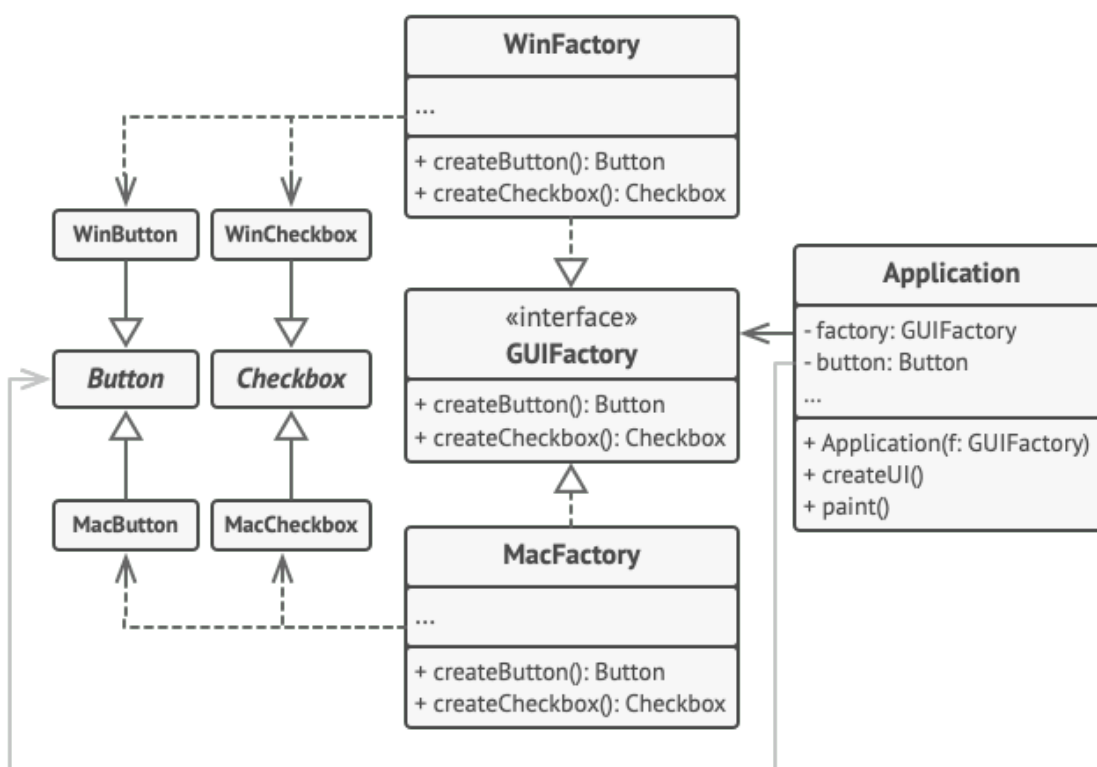 WinFactory
...
+ createButton(): Button
+ createCheckbox(): Checkbox
WinButton
WinCheckbox
Button
Checkbox
MacButton
MacCheckbox
«interface»
GUIFactory
+ createButton(): Button
+ createCheckbox(): Checkbox
Application
- factory: GUIFactory
- button: Button
...
+ Application(f: GUIFactory)
+ createUI()
+ paint()
MacFactory
...
+ createButton(): Button
+ createCheckbox(): Checkbox